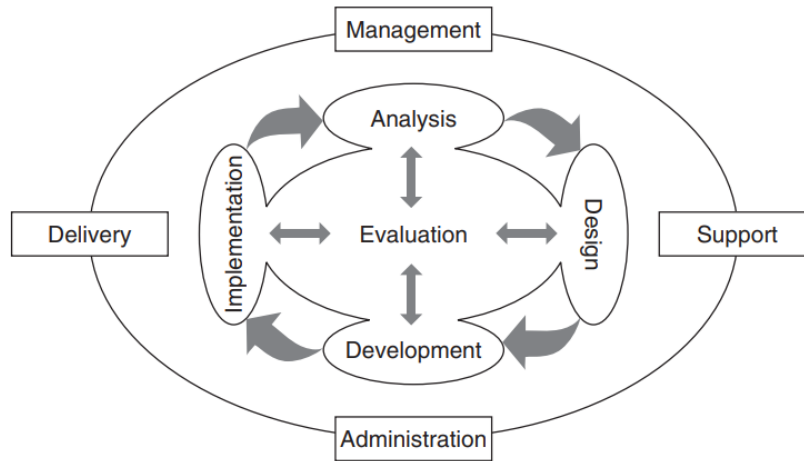 Management
Analysis
Implementation
Design
Delivery
Evaluation
Support
Development
Administration